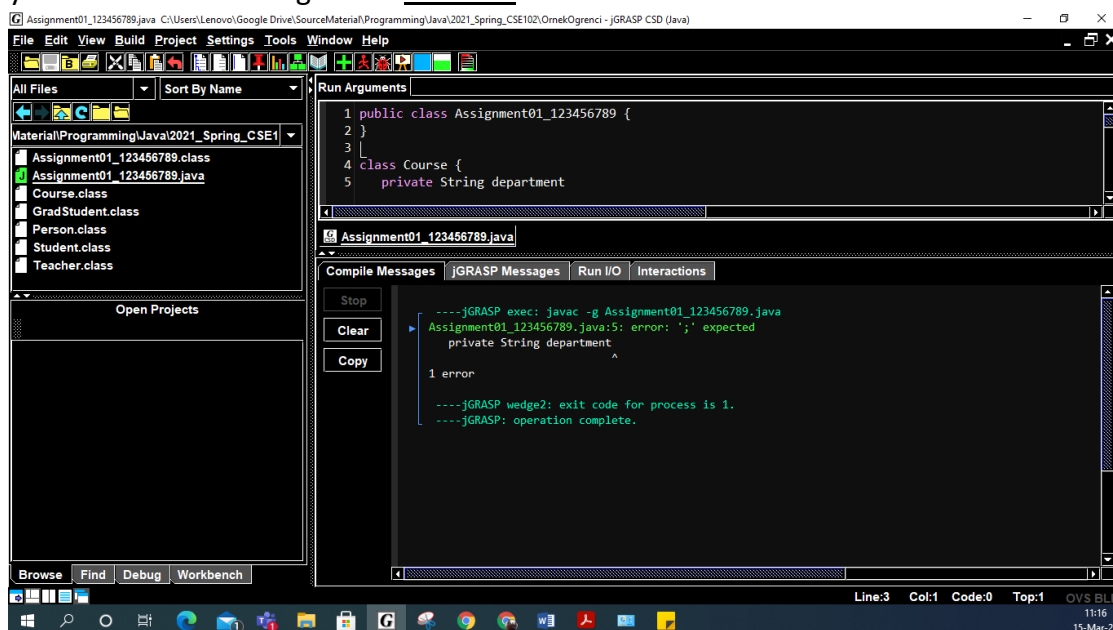 Assignment01_123456789.java C:\Users\Lenovo\Google Drive\SourceMaterial\Programming\Java\2021_Spring_CSE102\OrnekOgrenci - jGRASP CSD (Java)
File Edit View Build Project Settings Tools Window Help
All Files Sort By Name
Run Arguments
Material\Programming\Java\2021_Spring_CSE1
Assignment01_123456789.class
Assignment01_123456789.java
Course.class
GradStudent.class
Person.class
Student.class
Teacher.class
1 public class Assignment01_123456789 {
2 }
3
4 class Course {
5 private String department
Assignment01_123456789.java
Compile Messages jGRASP Messages Run I/O Interactions
Open Projects
Stop
Clear
Copy
----jGRASP exec: javac -g Assignment01_123456789.java
Assignment01_123456789.java:5: error: ';' expected
private String department
^
1 error
----jGRASP wedge2: exit code for process is 1.
----jGRASP: operation complete.
Browse Find Debug Workbench
Line:3 Col:1 Code:0 Top:1 OVS
11:16